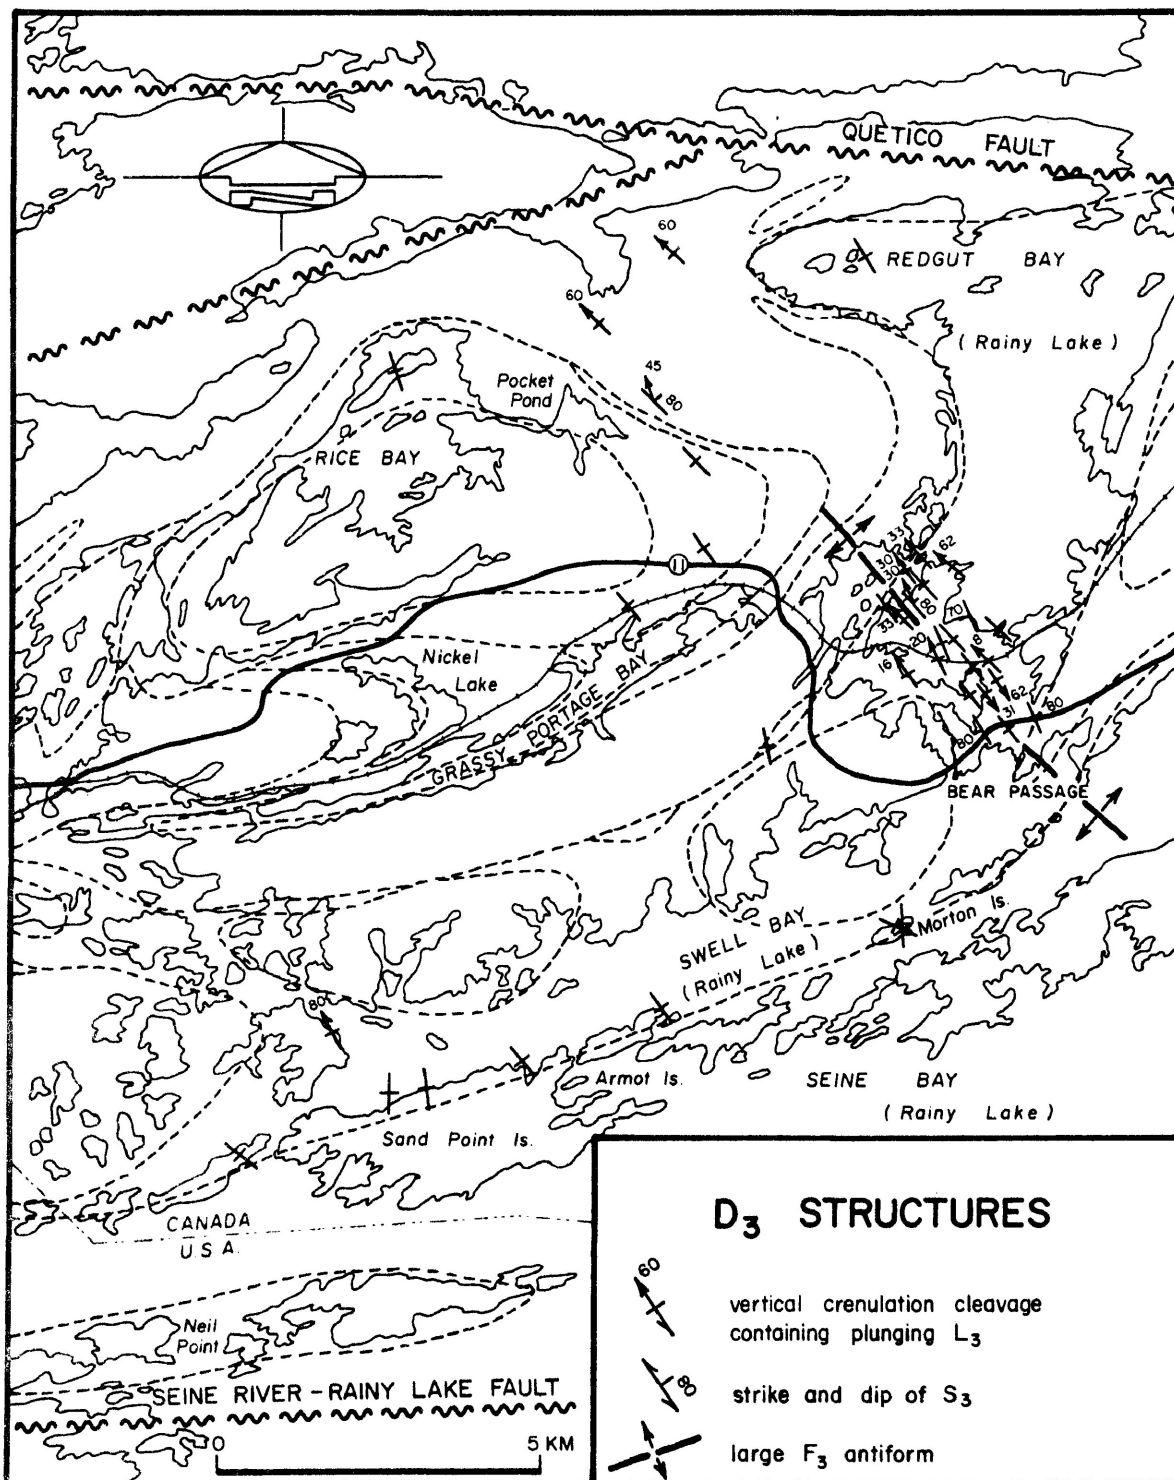 QUETICO FAULT
60
REDGUT BAY
60
(Rainy Lake)
45
Pocket
Pond
80
RICE BAY
33
62
30
30
11
80
70
33
20
8
16
Nickel
Lake
62
GRASSY PORTAGE BAY
31
80
80
BEAR PASSAGE
Morton Is.
SWELL BAY
(Rainy Lake)
80
Armot Is.
SEINE BAY
(Rainy Lake)
Sand Point Is.
CANADA
U.S.A.
D3 STRUCTURES
60
vertical crenulation cleavage
containing plunging L3
Neil
Point
SEINE RIVER-RAINY LAKE FAULT
80
strike and dip of S3
0 5 KM
large F3 antiform